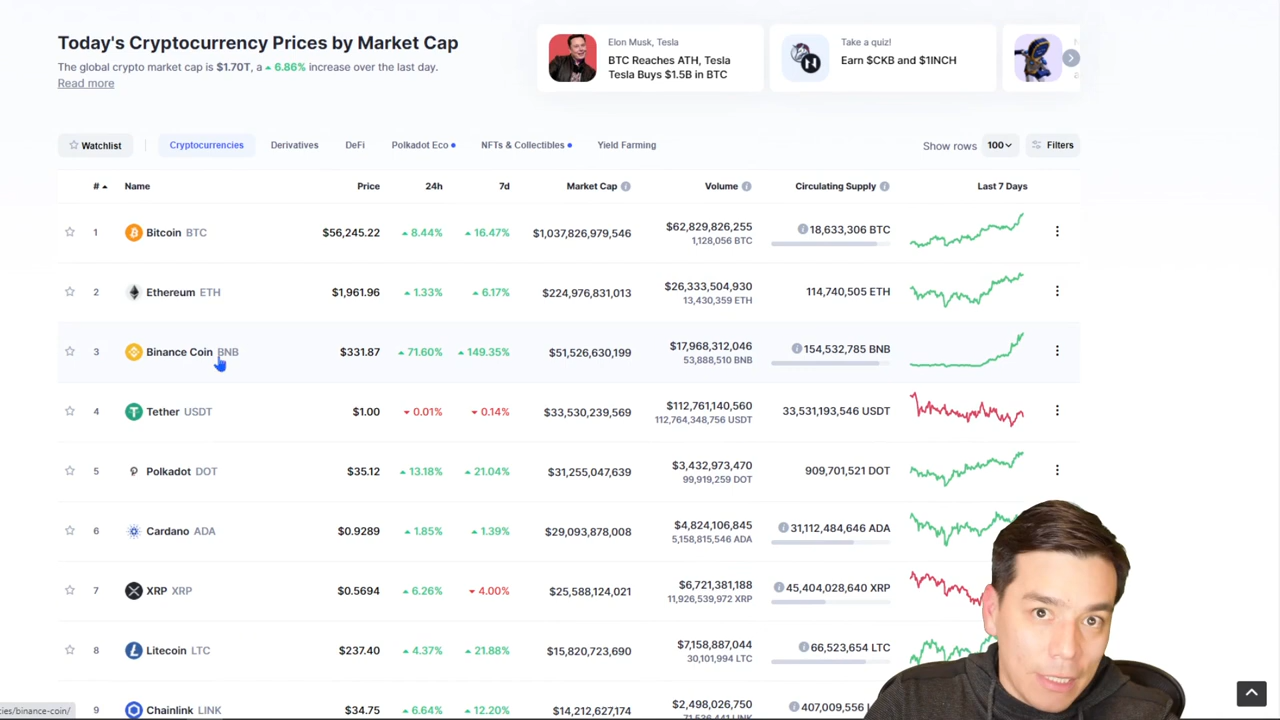 Today's Cryptocurrency Prices by Market Cap
The global crypto market cap is $1.70T, a 6.86% increase over the last day.
Read more
Elon Musk, Tesla
BTC Reaches ATH, Tesla
Tesla Buys $1.5B in BTC
Take a quiz!
Earn $CKB and $1INCH
Watchlist
Cryptocurrencies
Derivatives
DeFi
Polkadot Eco
NFTs & Collectibles
Yield Farming
Show rows 100
Filters
# Name Price 24h 7d Market Cap Volume Circulating Supply Last 7 Days
1 Bitcoin BTC $56,245.22 8.44% 16.47% $1,037,826,979,546 $62,829,826,255 18,633,306 BTC
1,128,056 BTC
2 Ethereum ETH $1,961.96 1.33% 6.17% $224,976,831,013 $26,333,504,930 114,740,505 ETH
13,430,359 ETH
3 Binance Coin BNB $331.87 71.60% 149.35% $51,526,630,199 $17,968,312,046 154,532,785 BNB
53,888,510 BNB
4 Tether USDT $1.00 0.01% 0.14% $33,530,239,569 $112,761,140,560 33,531,193,546 USDT
112,764,348,756 USDT
5 Polkadot DOT $35.12 13.18% 21.04% $31,255,047,639 $3,432,973,470 909,701,521 DOT
99,919,259 DOT
6 Cardano ADA $0.9289 1.85% 1.39% $29,093,878,008 $4,824,106,845 31,112,484,646 ADA
5,158,815,546 ADA
7 XRP XRP $0.5694 6.26% 4.00% $25,588,124,021 $6,721,381,188 45,404,028,640 XRP
11,926,539,972 XRP
8 Litecoin LTC $237.40 4.37% 21.88% $15,820,723,690 $7,158,887,044 66,523,654 LTC
30,101,994 LTC
9 Chainlink LINK $34.75 6.64% 12.20% $14,212,627,174 $2,498,026,750 407,009,556
cies/binance-coin/